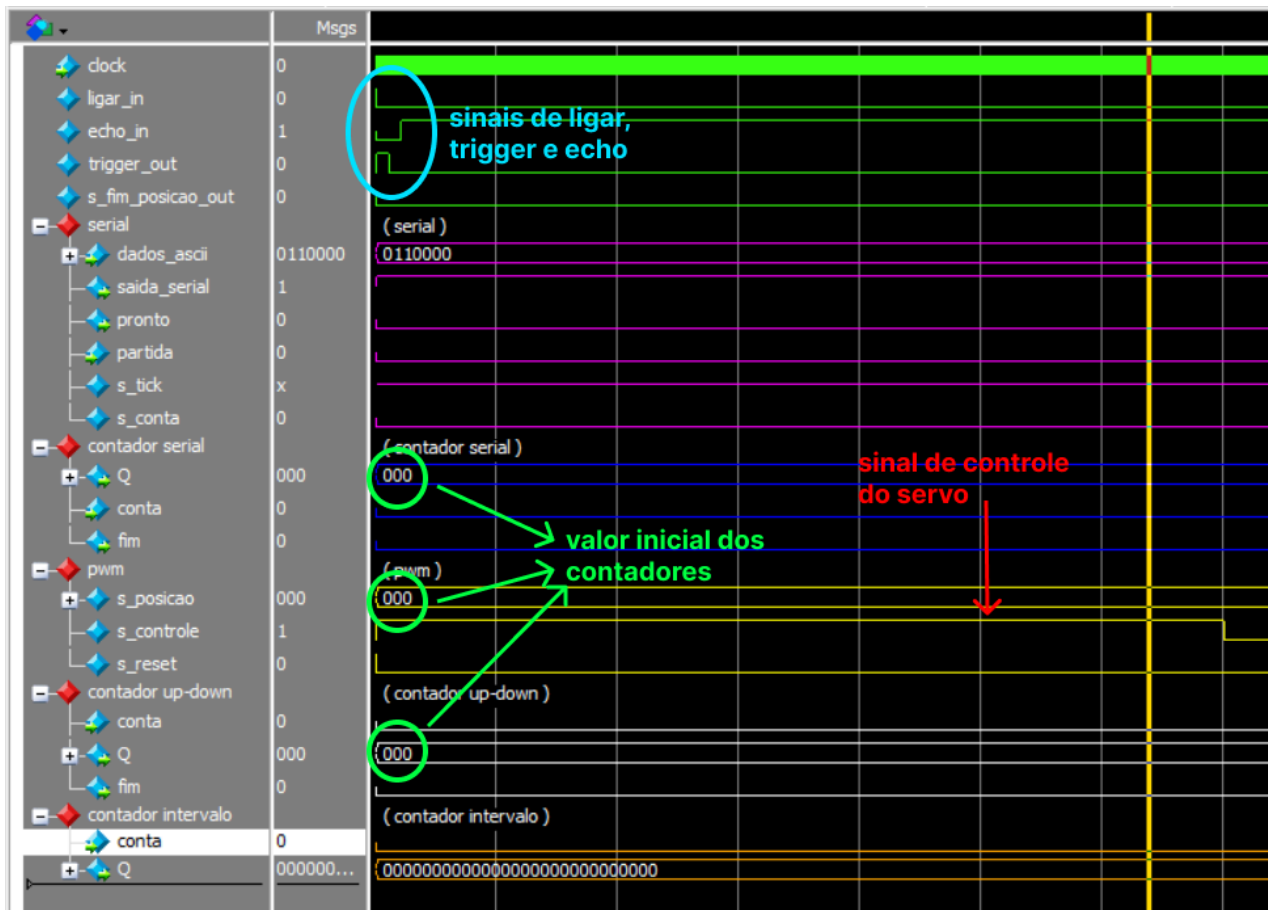 Msgs
clock 0
ligar_in 0
sinais de ligar,
echo_in 1
trigger e echo
trigger_out 0
s_fim_posicao_out 0
serial ( serial )
dados_ascii 0110000 0110000
saida_serial 1
pronto 0
partida 0
s_tick x
s_conta 0
contador serial ( contador serial )
sinal de controle
do servo
Q 000 000
conta 0
fim 0
valor inicial dos
contadores
pwm ( pwm )
s_posicao 000 000
s_controle 1
s_reset 0
contador up-down ( contador up-down )
conta 0
Q 000 000
fim 0
contador intervalo ( contador intervalo )
conta 0
Q 000000... 0000000000000000000000000000